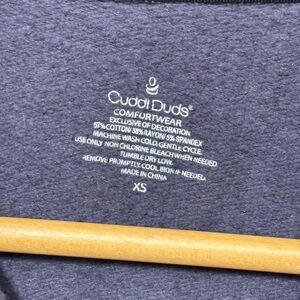 Cuddl Duds®
COMFORTWEAR
EXCLUSIVE OF DECORATION
57% COTTON/ 38% RAYON/ 5% SPANDEX
MACHINE WASH COLD, GENTLE CYCLE.
USE ONLY NON CHLORINE BLEACH WHEN NEEDED
TUMBLE DRY LOW.
REMOVE PROMPTLY. COOL IRON IF NEEDED.
MADE IN CHINA
XS